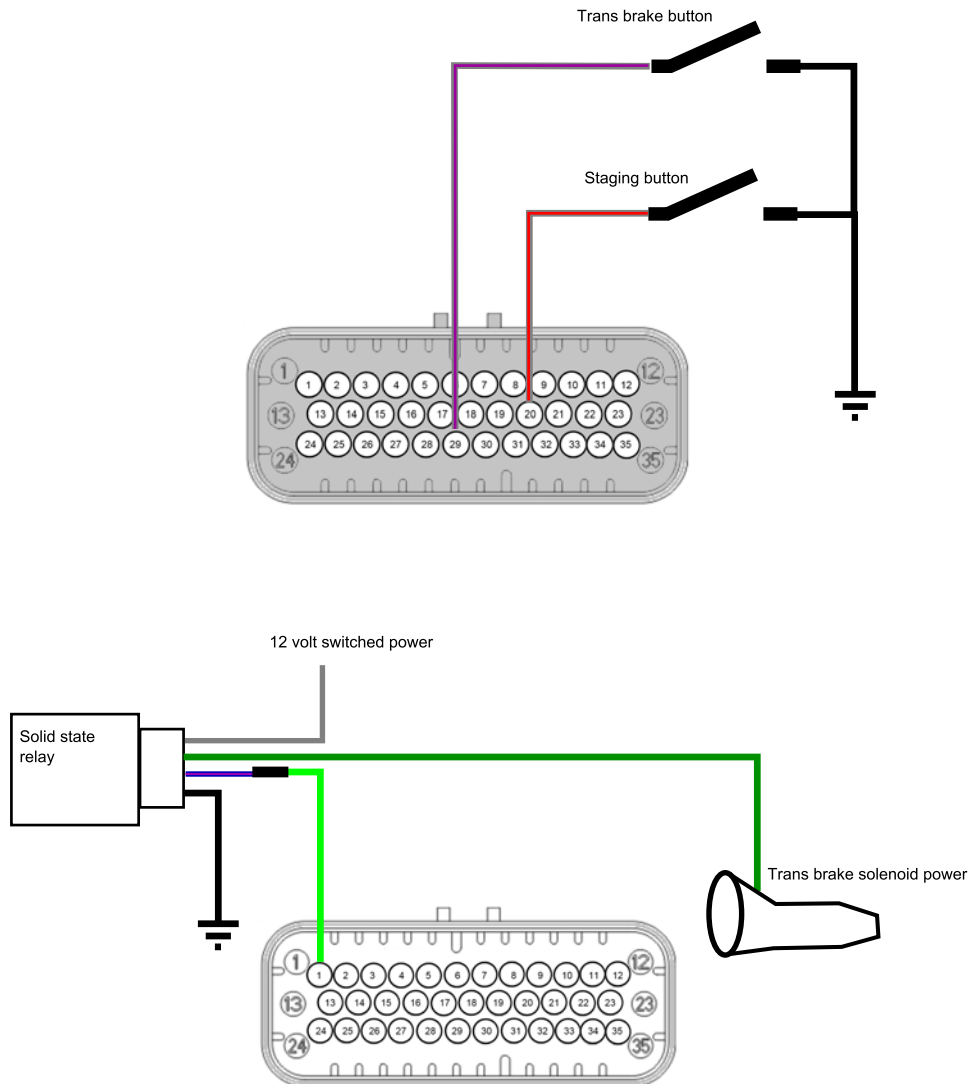 Trans brake button
Staging button
1 12
1 2 3 4 5 7 8 9 10 11 12
13 23
13 14 15 16 17 18 19 20 21 22 23
24 35
24 25 26 27 28 29 30 31 32 33 34 35
12 volt switched power
Solid state
relay
Trans brake solenoid power
1 12
1 2 3 4 5 6 7 8 9 10 11 12
13 23
13 14 15 16 17 18 19 20 21 22 23
24 35
24 25 26 27 28 29 30 31 32 33 34 35